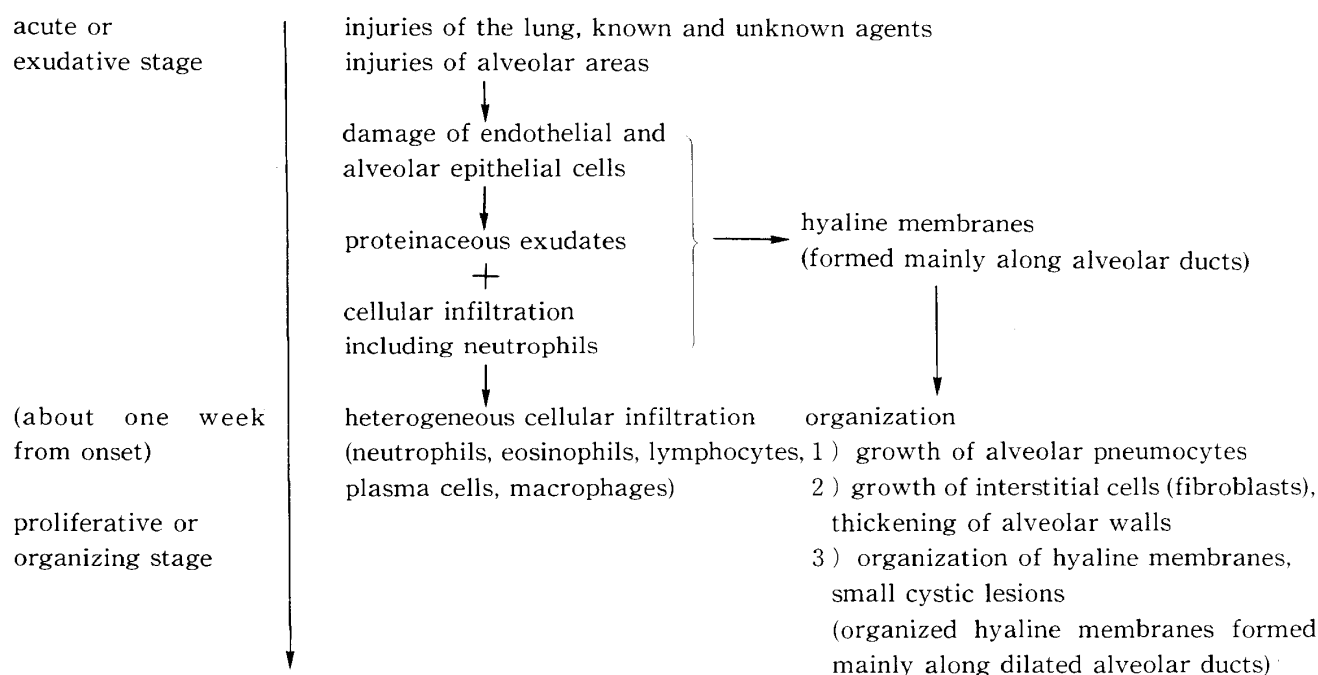 acute or
exudative stage
injuries of the lung, known and unknown agents
injuries of alveolar areas
damage of endothelial and
alveolar epithelial cells
proteinaceous exudates
+
cellular infiltration
including neutrophils
hyaline membranes
(formed mainly along alveolar ducts)
(about one week
from onset)
heterogeneous cellular infiltration
(neutrophils, eosinophils, lymphocytes,
plasma cells, macrophages)
organization
1) growth of alveolar pneumocytes
2) growth of interstitial cells (fibroblasts),
thickening of alveolar walls
3) organization of hyaline membranes,
small cystic lesions
(organized hyaline membranes formed
mainly along dilated alveolar ducts)
proliferative or
organizing stage